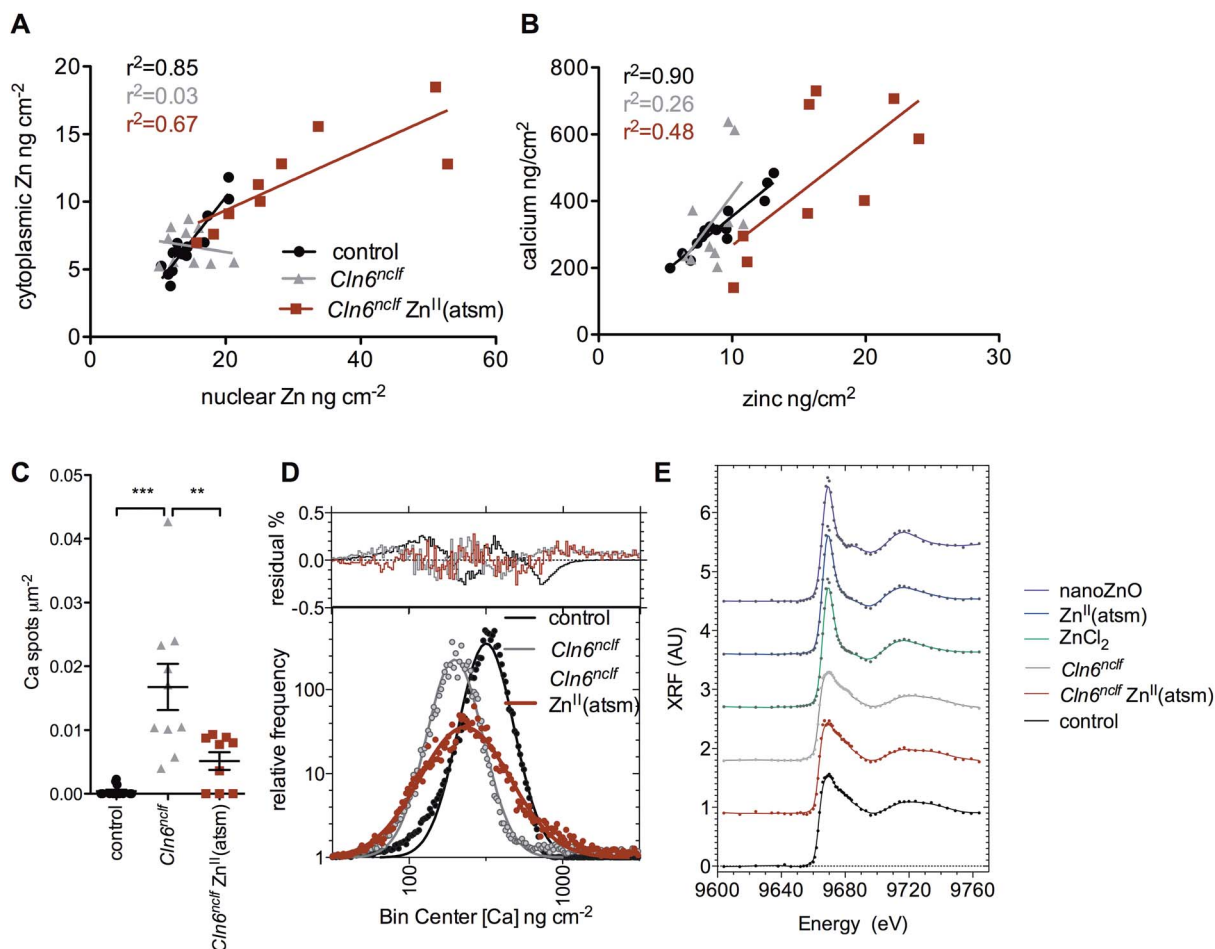 A
r²=0.85
r²=0.03
r²=0.67
cytoplasmic Zn ng cm⁻²
20
15
10
5
0
0
20
40
60
nuclear Zn ng cm⁻²
control
Cln6ⁿᶜˡᶠ
Cln6ⁿᶜˡᶠ Znᴵᴵ(atsm)
B
r²=0.90
r²=0.26
r²=0.48
calcium ng/cm²
800
600
400
200
0
0
10
20
30
zinc ng/cm²
C
Ca spots μm⁻²
0.05
0.04
0.03
0.02
0.01
0.00
***
**
control
Cln6ⁿᶜˡᶠ
Cln6ⁿᶜˡᶠ Znᴵᴵ(atsm)
D
residual %
0.5
0.0
-0.5
relative frequency
100
10
1
control
Cln6ⁿᶜˡᶠ
Cln6ⁿᶜˡᶠ
Znᴵᴵ(atsm)
100
1000
Bin Center [Ca] ng cm⁻²
E
XRF (AU)
6
5
4
3
2
1
0
9600
9640
9680
9720
9760
Energy (eV)
nanoZnO
Znᴵᴵ(atsm)
ZnCl₂
Cln6ⁿᶜˡᶠ
Cln6ⁿᶜˡᶠ Znᴵᴵ(atsm)
control